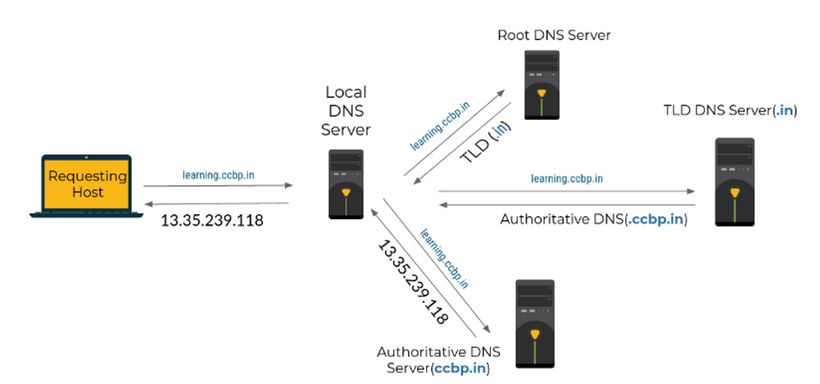 Root DNS Server
Local
DNS
Server
TLD DNS Server(.in)
learning.ccbp.in
TLD (.in)
Requesting
Host
learning.ccbp.in
13.35.239.118
learning.ccbp.in
Authoritative DNS(.ccbp.in)
learning.ccbp.in
13.35.239.118
Authoritative DNS
Server(ccbp.in)